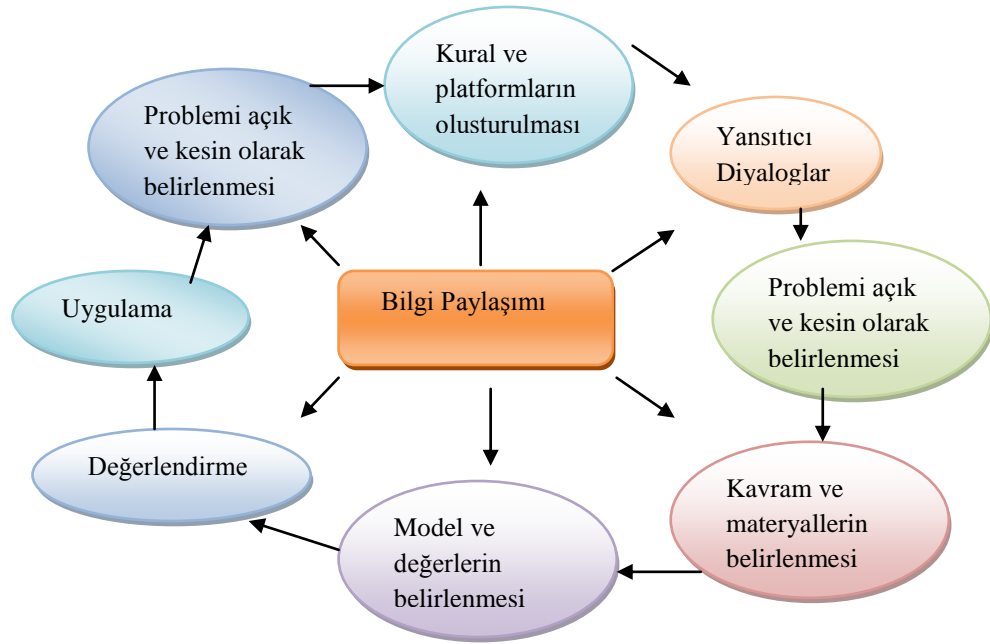 Kural ve
platformların
olusturulması
Problemi açık
ve kesin olarak
belirlenmesi
Yansıtıcı
Diyaloglar
Uygulama
Bilgi Paylaşımı
Problemi açık
ve kesin olarak
belirlenmesi
Değerlendirme
Model ve
değerlerin
belirlenmesi
Kavram ve
materyallerin
belirlenmesi